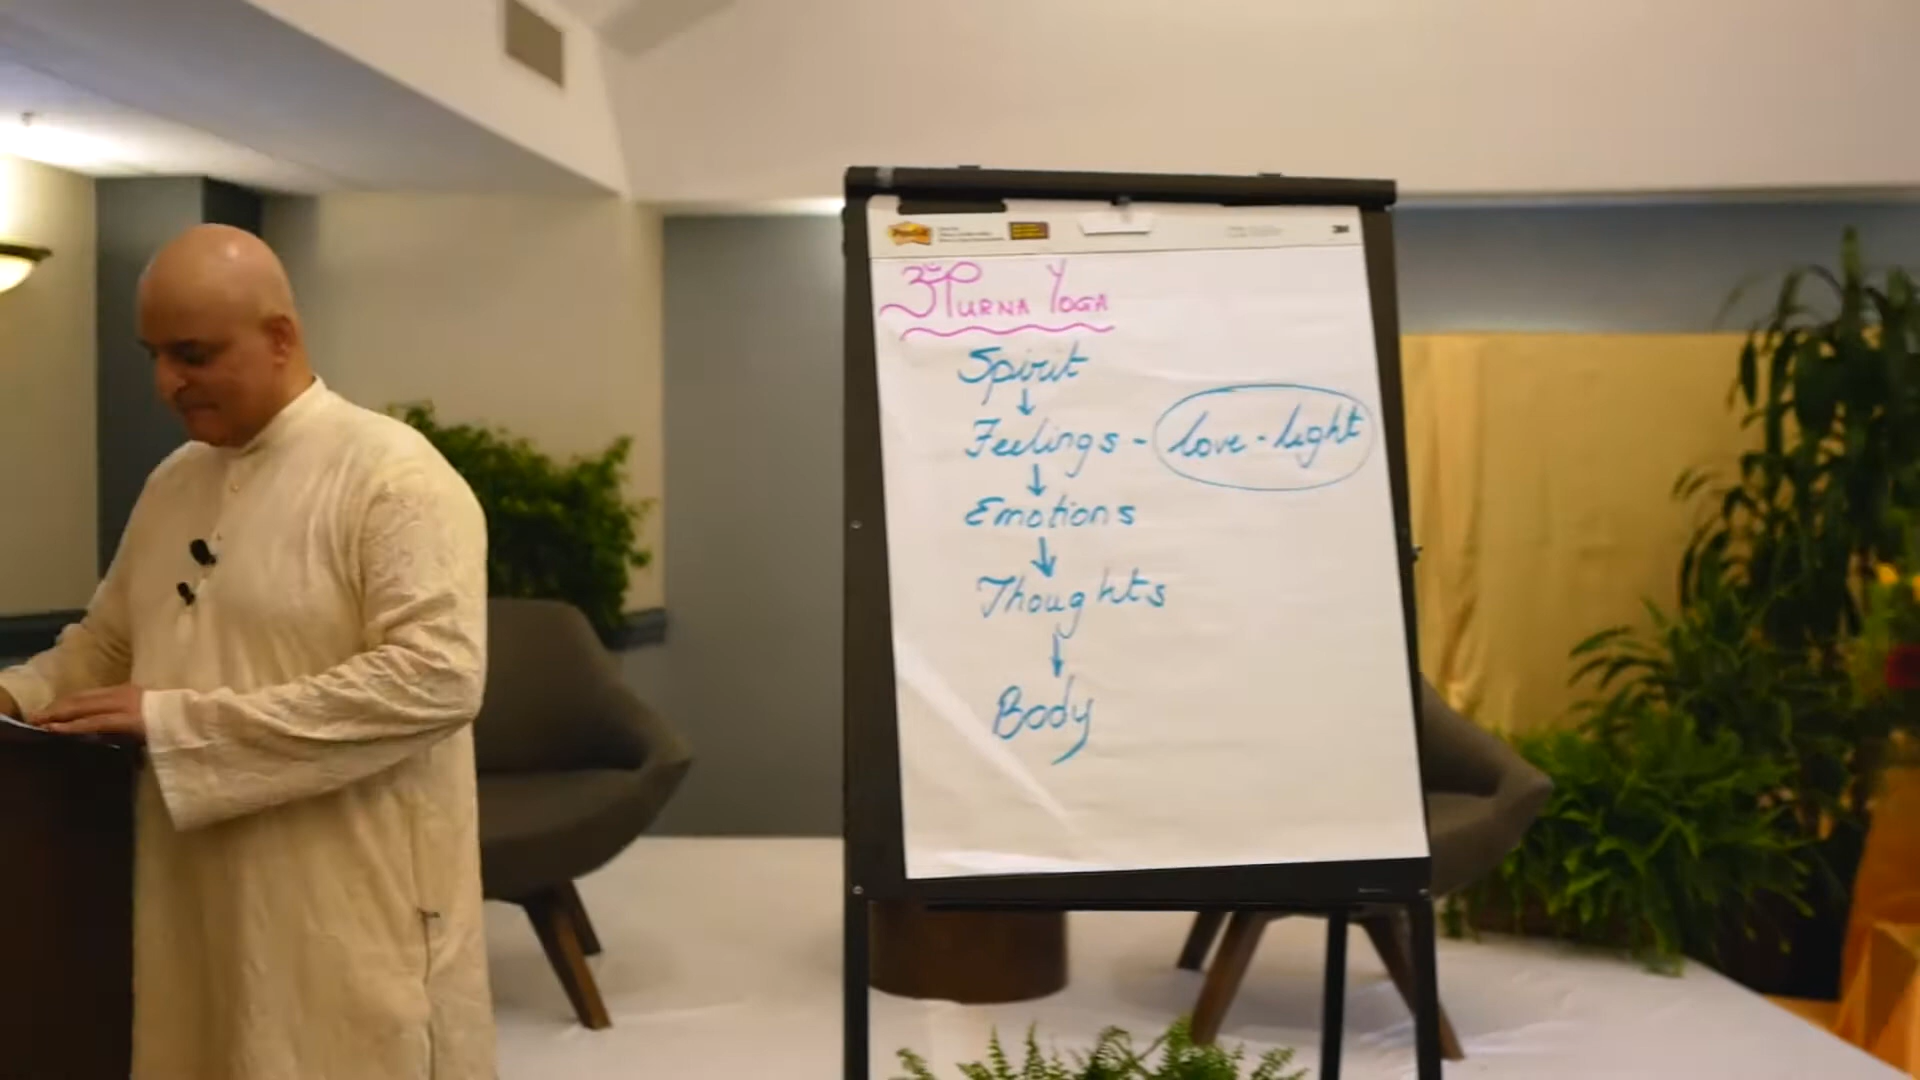 ॐ PURNA YOGA
Spirit
↓
Feelings - love - light
↓
Emotions
↓
Thoughts
↓
Body